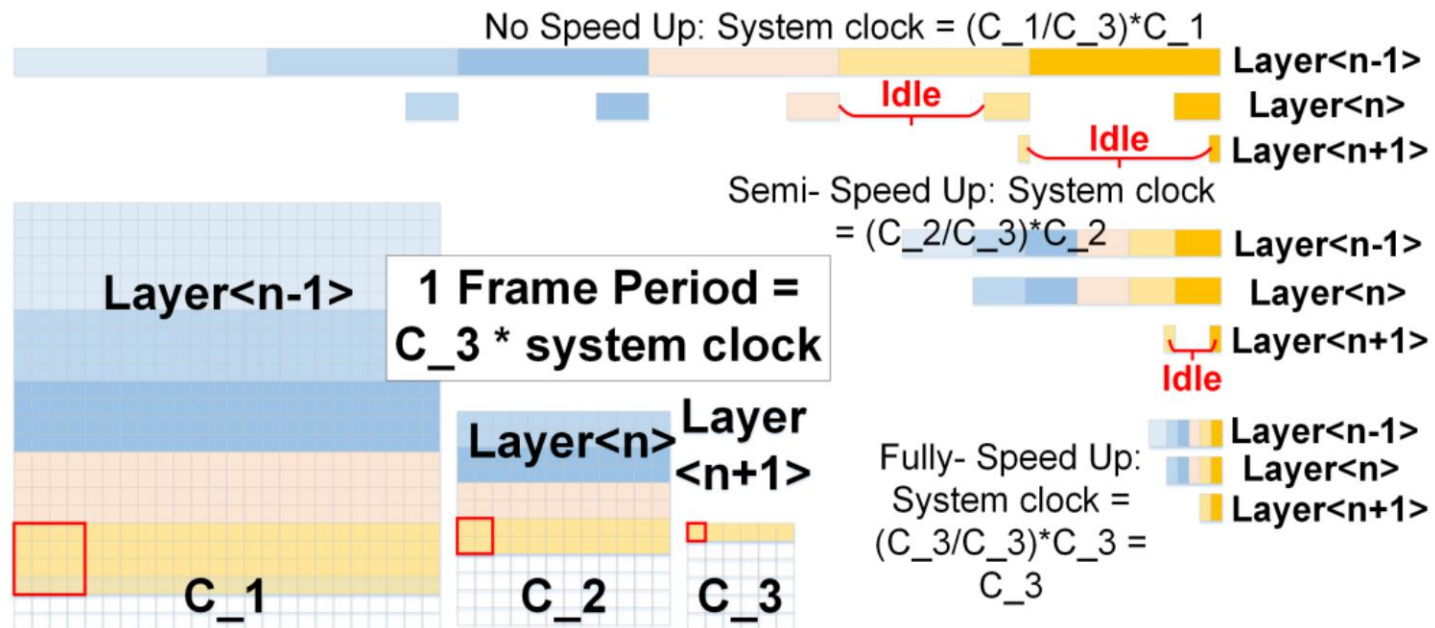 No Speed Up: System clock = (C_1/C_3)*C_1
Layer<n-1>
Idle
Layer<n>
Idle
Layer<n+1>
Semi- Speed Up: System clock
= (C_2/C_3)*C_2
Layer<n-1>
Layer<n>
Layer<n+1>
Idle
Layer<n-1>
1 Frame Period =
C_3 * system clock
Layer<n>
Layer
<n+1>
C_1
C_2
C_3
Fully- Speed Up:
System clock =
(C_3/C_3)*C_3 =
C_3
Layer<n-1>
Layer<n>
Layer<n+1>